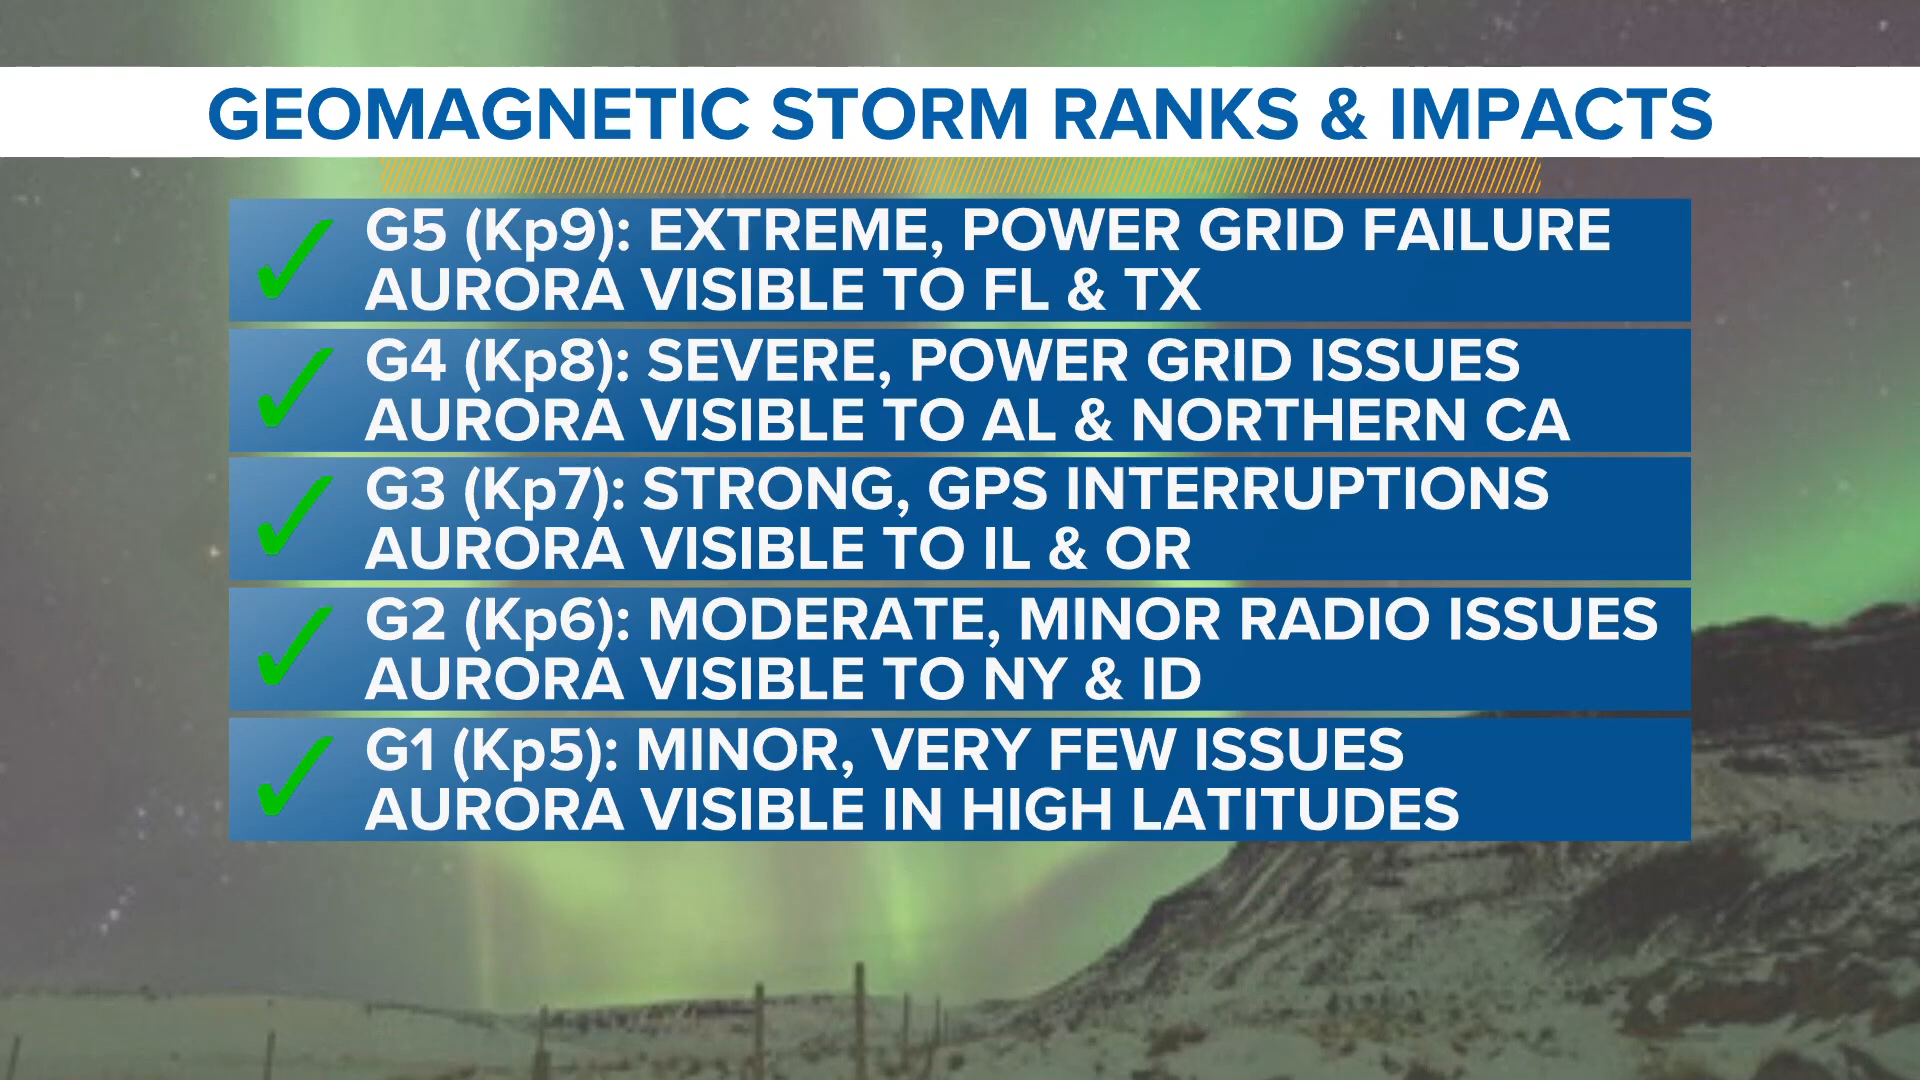 GEOMAGNETIC STORM RANKS & IMPACTS
G5 (Kp9): EXTREME, POWER GRID FAILURE
AURORA VISIBLE TO FL & TX
G4 (Kp8): SEVERE, POWER GRID ISSUES
AURORA VISIBLE TO AL & NORTHERN CA
G3 (Kp7): STRONG, GPS INTERRUPTIONS
AURORA VISIBLE TO IL & OR
G2 (Kp6): MODERATE, MINOR RADIO ISSUES
AURORA VISIBLE TO NY & ID
G1 (Kp5): MINOR, VERY FEW ISSUES
AURORA VISIBLE IN HIGH LATITUDES